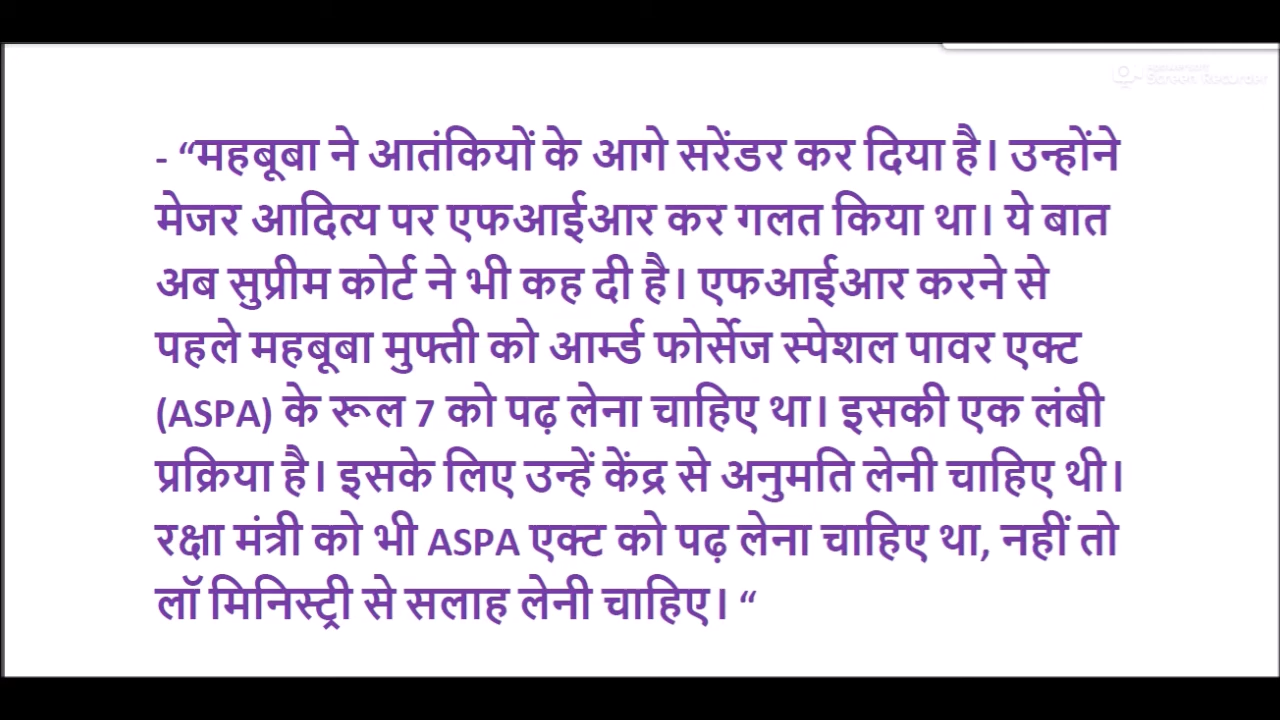 Screen Recorder
- “महबूबा ने आतंकियों के आगे सरेंडर कर दिया है। उन्होंने
मेजर आदित्य पर एफआईआर कर गलत किया था। ये बात
अब सुप्रीम कोर्ट ने भी कह दी है। एफआईआर करने से
पहले महबूबा मुफ्ती को आर्म्ड फोर्सेज स्पेशल पावर एक्ट
(ASPA) के रूल 7 को पढ़ लेना चाहिए था। इसकी एक लंबी
प्रक्रिया है। इसके लिए उन्हें केंद्र से अनुमति लेनी चाहिए थी।
रक्षा मंत्री को भी ASPA एक्ट को पढ़ लेना चाहिए था, नहीं तो
लॉ मिनिस्ट्री से सलाह लेनी चाहिए। “